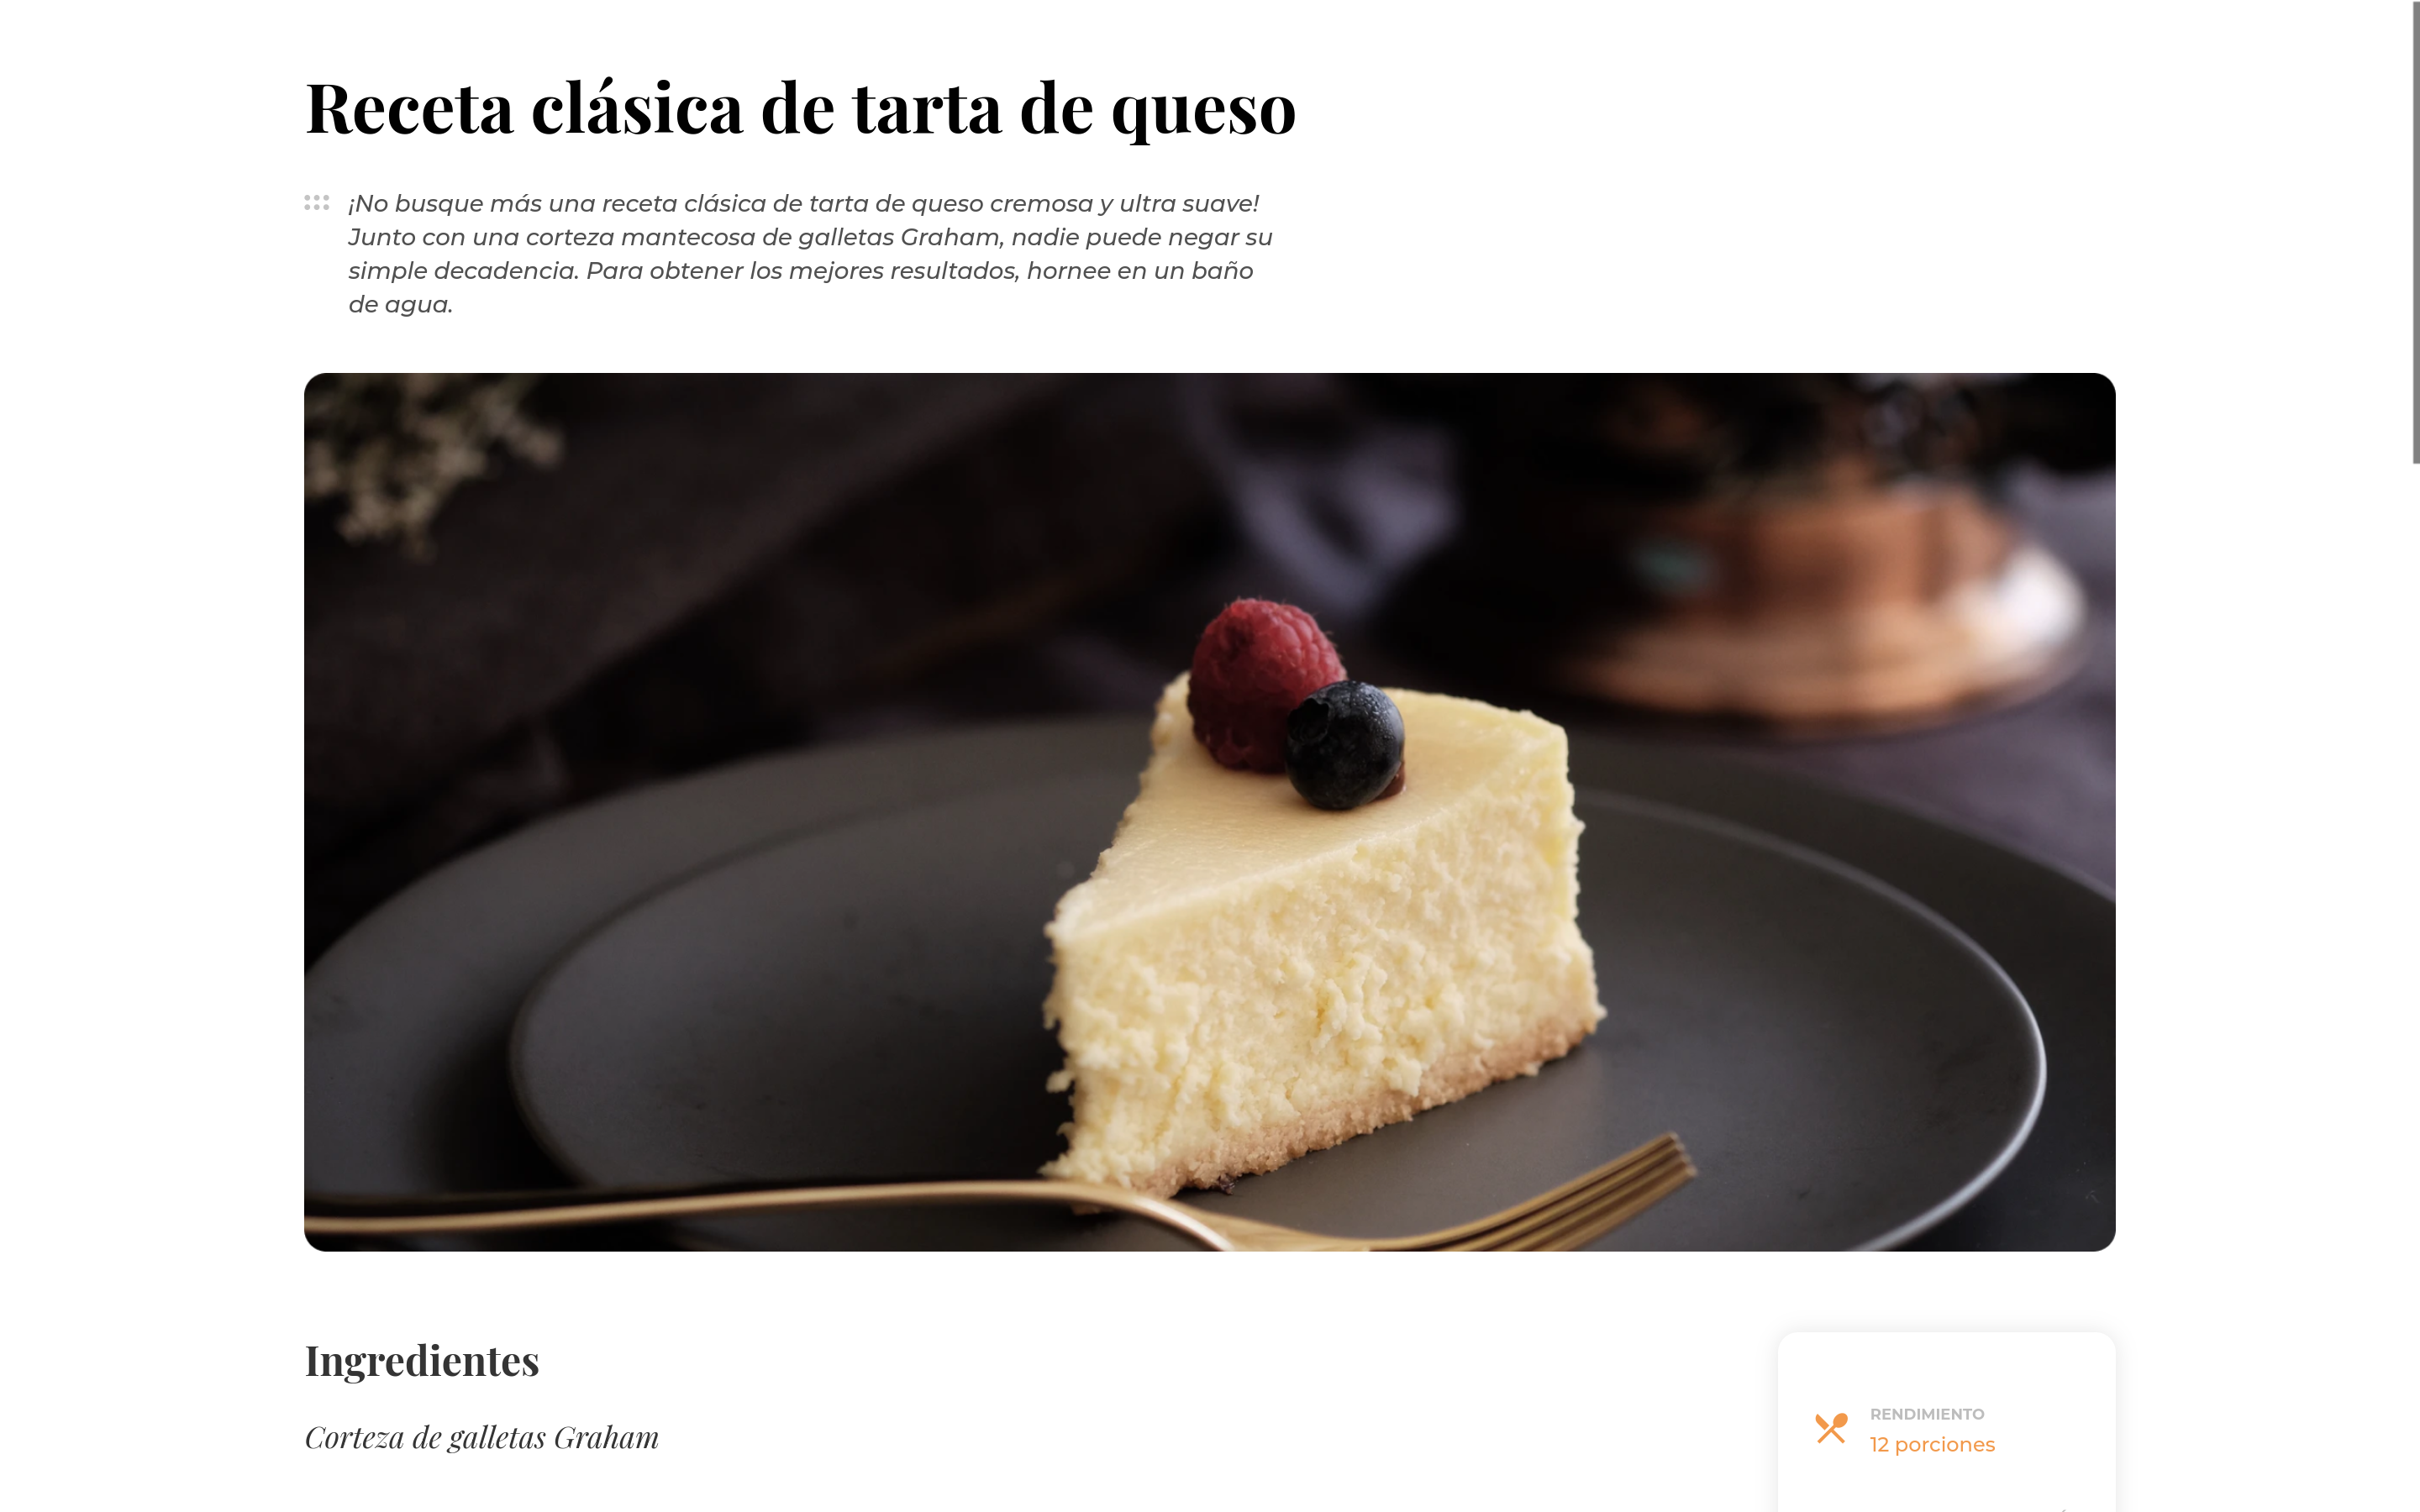 Receta clásica de tarta de queso
¡No busque más una receta clásica de tarta de queso cremosa y ultra suave!
Junto con una corteza mantecosa de galletas Graham, nadie puede negar su
simple decadencia. Para obtener los mejores resultados, hornee en un baño
de agua.
Ingredientes
Corteza de galletas Graham
RENDIMIENTO
12 porciones